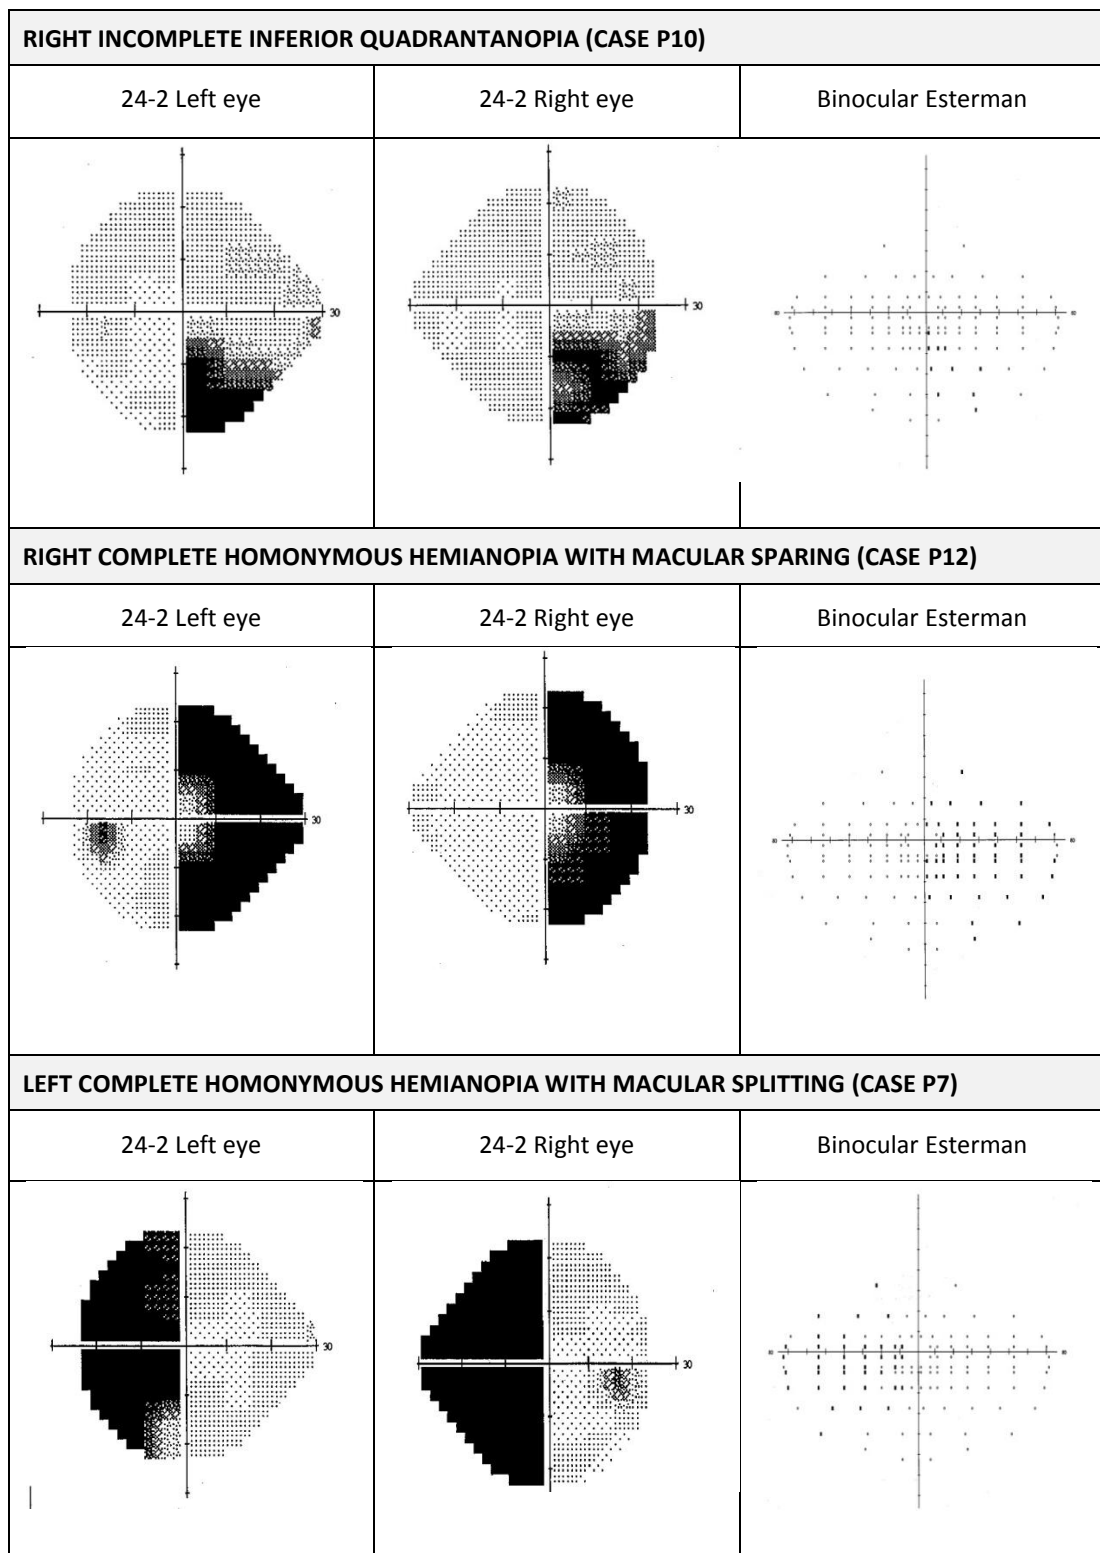 RIGHT INCOMPLETE INFERIOR QUADRANTANOPIA (CASE P10)
24-2 Left eye 24-2 Right eye Binocular Esterman
30 30
RIGHT COMPLETE HOMONYMOUS HEMIANOPIA WITH MACULAR SPARING (CASE P12)
24-2 Left eye 24-2 Right eye Binocular Esterman
30 30
LEFT COMPLETE HOMONYMOUS HEMIANOPIA WITH MACULAR SPLITTING (CASE P7)
24-2 Left eye 24-2 Right eye Binocular Esterman
30 30